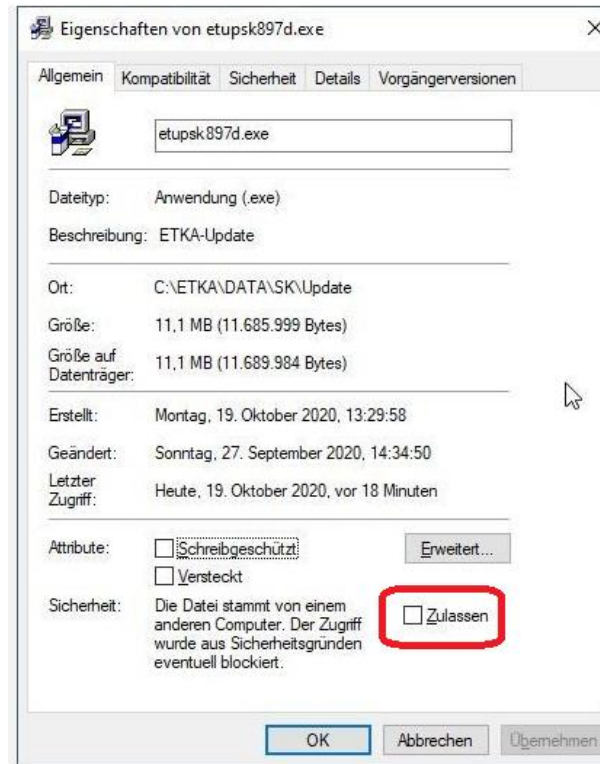 Eigenschaften von etupsk897d.exe
Allgemein Kompatibilität Sicherheit Details Vorgängerversionen
etupsk897d.exe
Dateityp: Anwendung (.exe)
Beschreibung: ETKA-Update
Ort: C:\ETKA\DATA\SK\Update
Größe: 11,1 MB (11.685.999 Bytes)
Größe auf
Datenträger: 11,1 MB (11.689.984 Bytes)
Erstellt: Montag, 19. Oktober 2020, 13:29:58
Geändert: Sonntag, 27. September 2020, 14:34:50
Letzter
Zugriff: Heute, 19. Oktober 2020, vor 18 Minuten
Attribute: Schreibgeschützt Erweitert...
Versteckt
Sicherheit: Die Datei stammt von einem
anderen Computer. Der Zugriff
wurde aus Sicherheitsgründen
eventuell blockiert.
Zulassen
OK Abbrechen Übernehmen